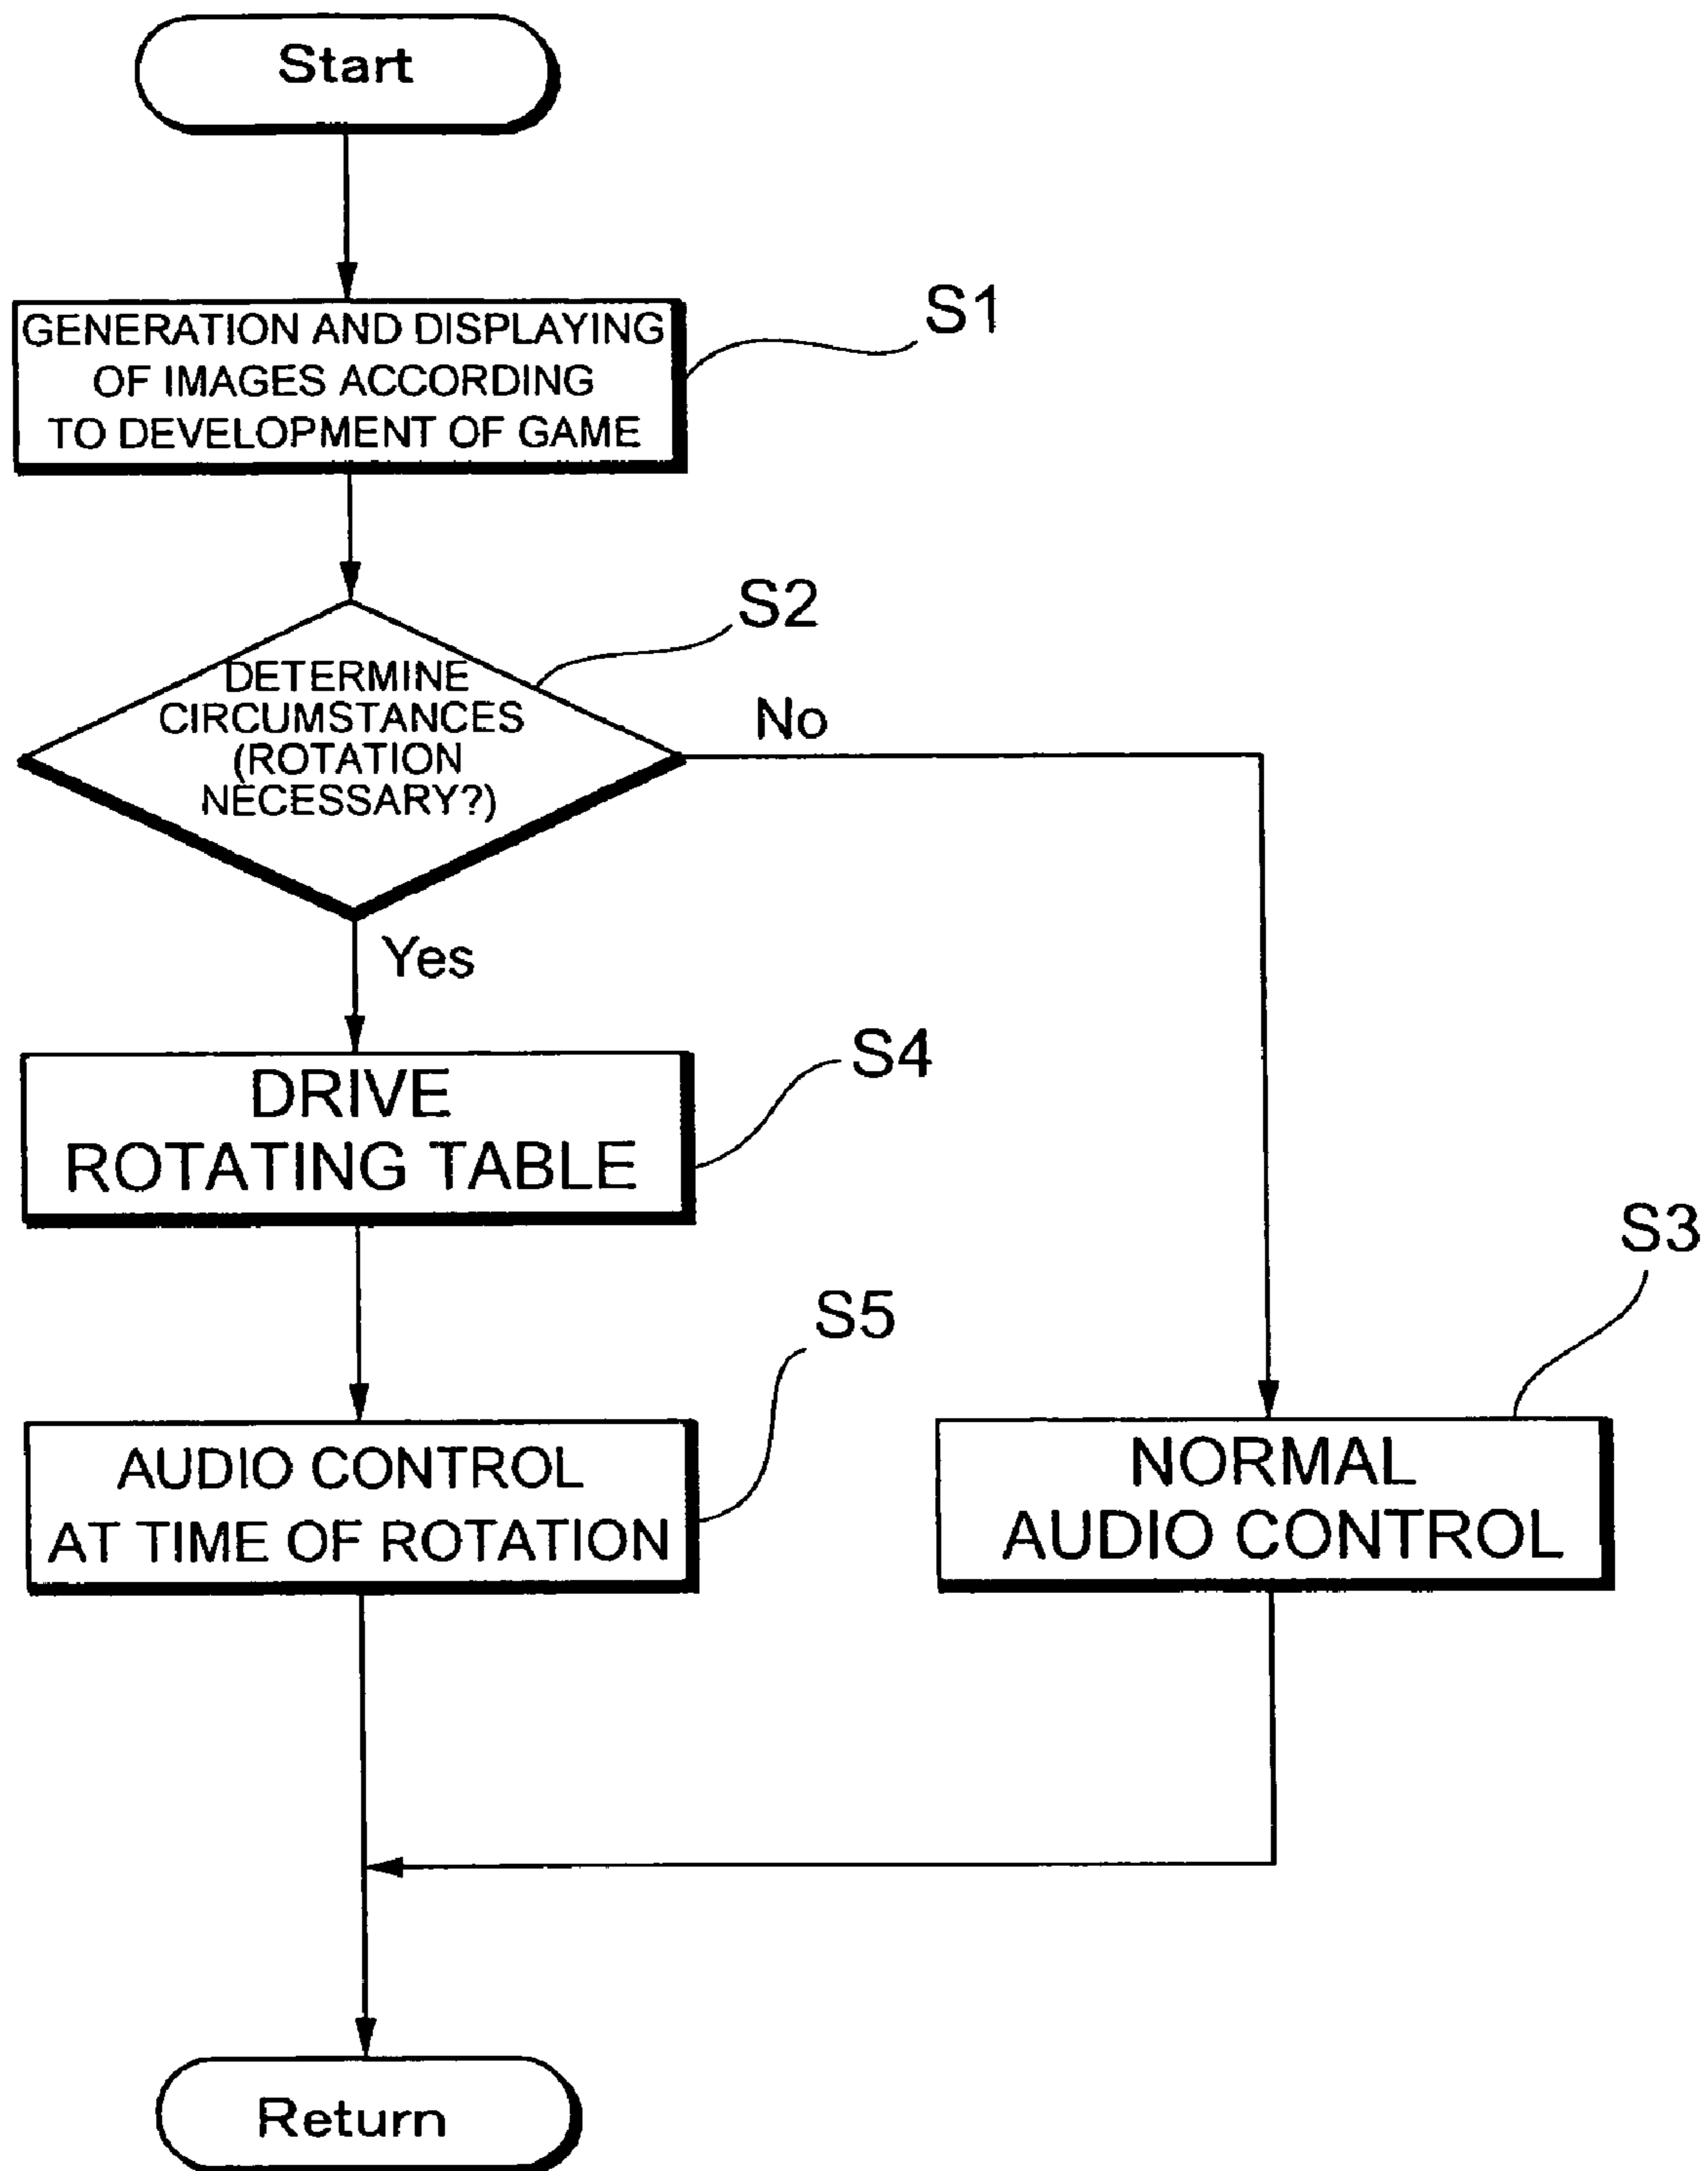 Start
GENERATION AND DISPLAYING
OF IMAGES ACCORDING
TO DEVELOPMENT OF GAME
S1
DETERMINE
CIRCUMSTANCES
(ROTATION
NECESSARY?)
S2
No
Yes
DRIVE
ROTATING TABLE
S4
AUDIO CONTROL
AT TIME OF ROTATION
S5
NORMAL
AUDIO CONTROL
S3
Return